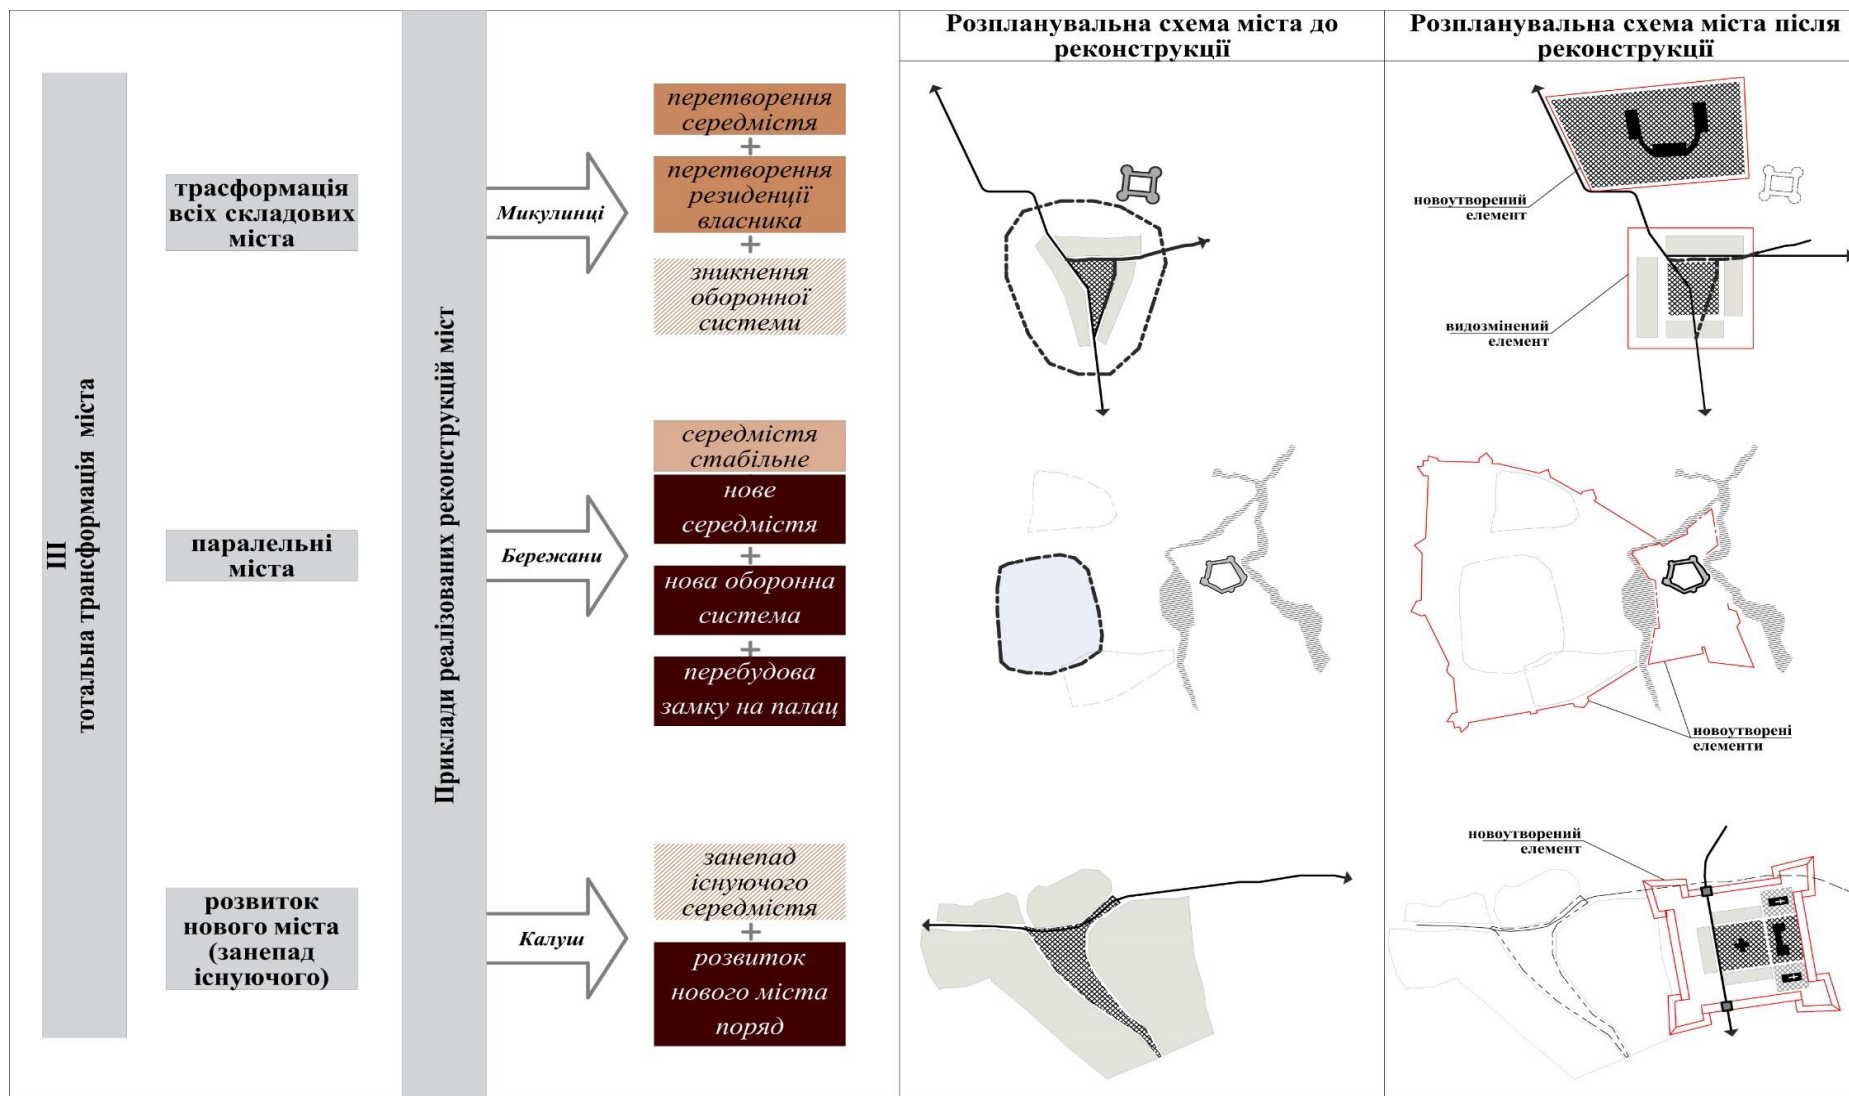 Розпланувальна схема міста до
реконструкції
Розпланувальна схема міста після
реконструкції
III
тотальна трансформація міста
Приклади реалізованих реконструкцій міст
трасформація
всіх складових
міста
Микулинці
перетворення
середмістя
+
перетворення
резиденції
власника
+
зникнення
оборонної
системи
новоутворений
елемент
видозмінений
елемент
паралельні
міста
Бережани
середмістя
стабільне
нове
середмістя
+
нова оборонна
система
+
перебудова
замку на палац
новоутворені
елементи
розвиток
нового міста
(занепад
існуючого)
Калуш
занепад
існуючого
середмістя
+
розвиток
нового міста
поряд
новоутворений
елемент